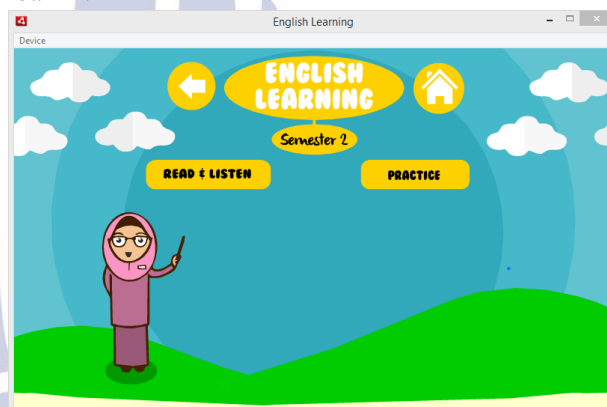 English Learning
Device
ENGLISH
LEARNING
Semester 2
READ & LISTEN
PRACTICE